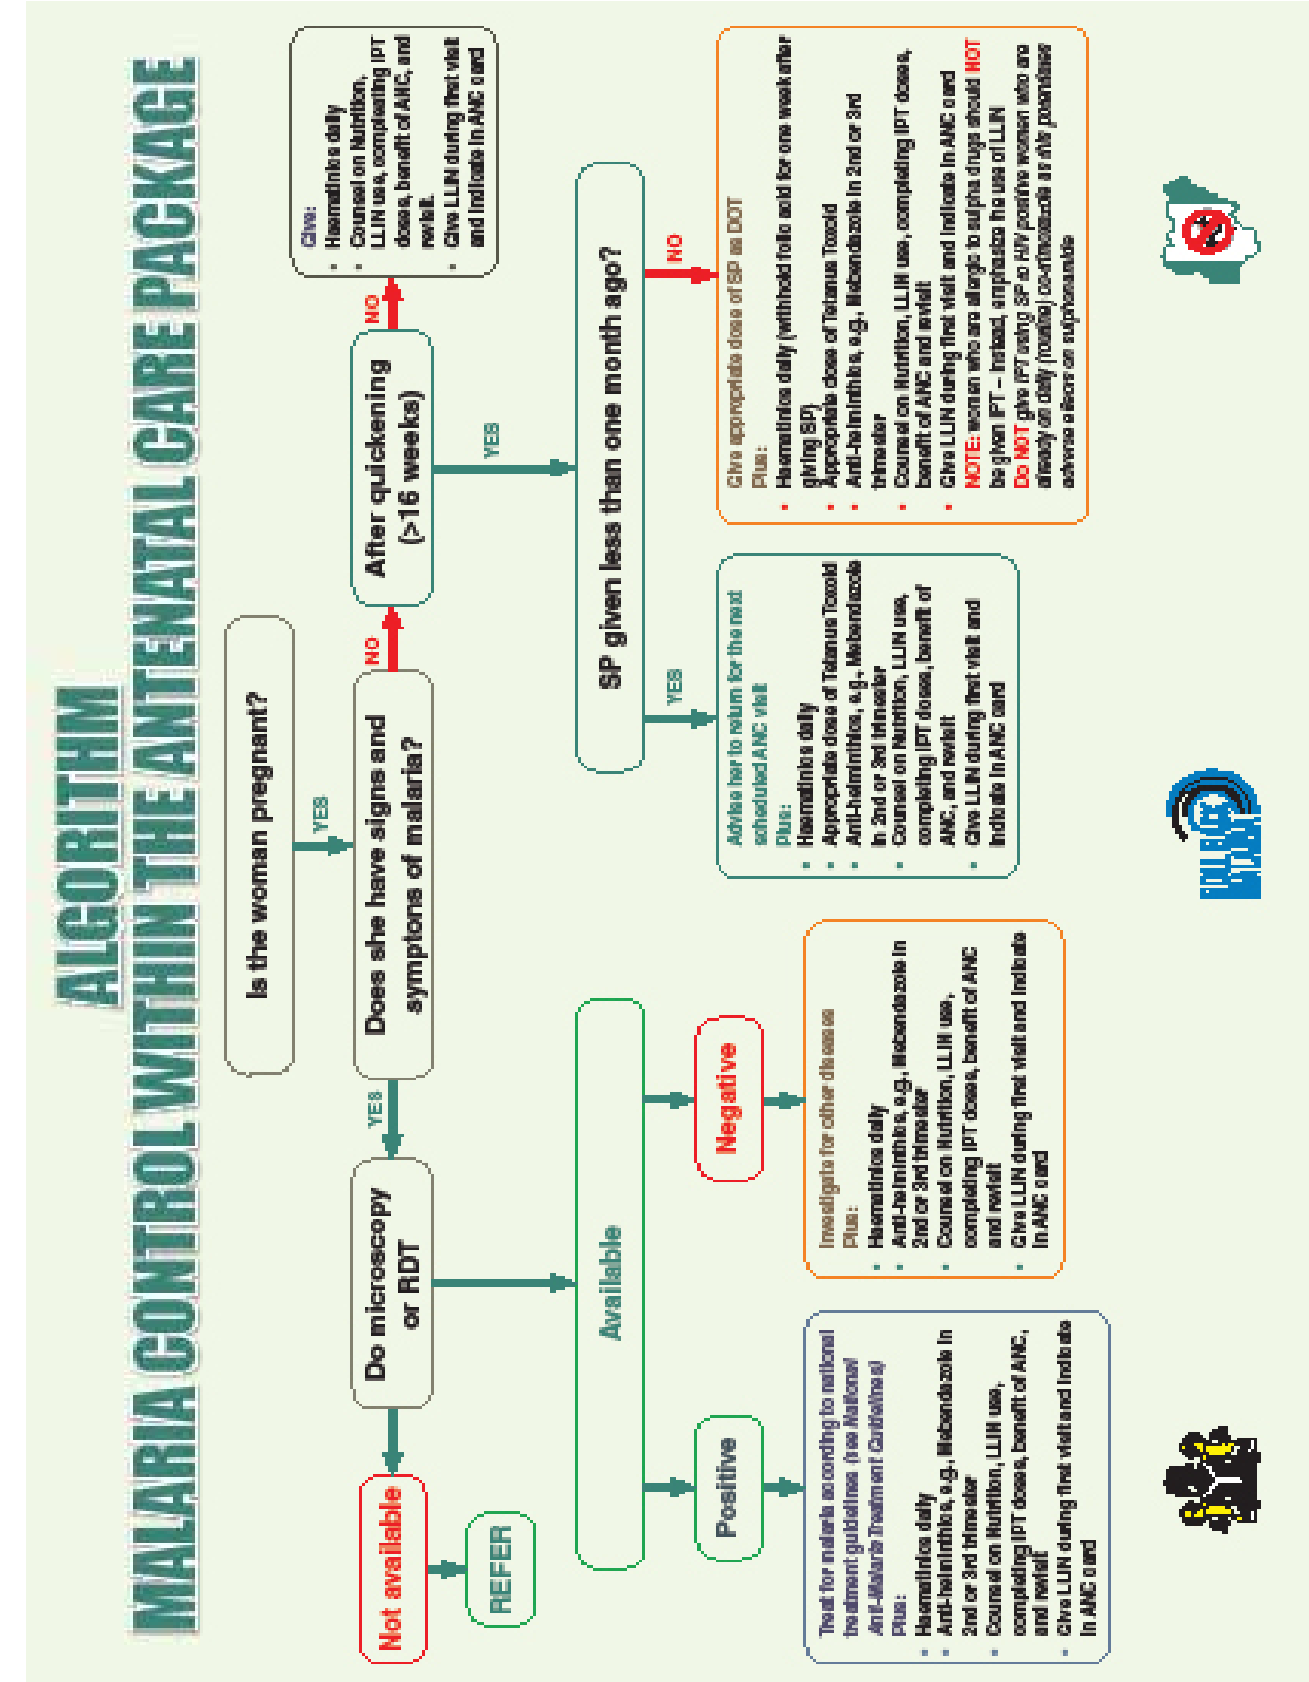 ALGORITHM
MALARIA CONTROL WITHIN THE ANTENATAL CARE PACKAGE
Is the woman pregnant?
YES
Does she have signs and
symptoms of malaria?
YES
NO
Do microscopy
or RDT
After quickening
(>16 weeks)
NO
Give:
• Haematinics daily
• Counsel on Nutrition,
LLIN use, compleating IPT
doses, benefit of ANC, and
revisit.
• Give LLIN during first visit
and indicate in ANC card
YES
Not available
REFER
Available
SP given less than one month ago?
Positive
Negative
YES
NO
Treat for malaria according to national
treatment guidelines (see National
Anti-Malaria Treatment Guidelines)
Plus:
• Haematinics daily
• Anti-helminthics, e.g., Mebendazole in
2nd or 3rd trimester
• Counsel on Nutrition, LLIN use,
completing IPT doses, benefit of ANC,
and revisit
• Give LLIN during first visit and indicate
in ANC card
Investigate for other diseases
Plus:
• Haematinics daily
• Anti-helminthics, e.g., Mebendazole in
2nd or 3rd trimester
• Counsel on Nutrition, LLIN use,
completing IPT doses, benefit of ANC
and revisit
• Give LLIN during first visit and indicate
in ANC card
Advise her to return for the next
scheduled ANC visit
Plus:
• Haematinics daily
• Appropriate dose of Tetanus Toxoid
• Anti-helminthics, e.g., Mebendazole
in 2nd or 3rd trimester
• Counsel on Nutrition, LLIN use,
completing IPT doses, benefit of
ANC, and revisit
• Give LLIN during first visit and
indicate in ANC card
Give appropriate dose of SP as DOT
Plus:
• Haematinics daily (withhold folic acid for one week after
giving SP)
• Appropriate dose of Tetanus Toxoid
• Anti-helminthics, e.g., Mebendazole in 2nd or 3rd
trimester
• Counsel on Nutrition, LLIN use, completing IPT doses,
benefit of ANC and revisit
• Give LLIN during first visit and indicate in ANC card
NOTE: women who are allergic to sulpha drugs should NOT
be given IPT – instead, emphasize the use of LLIN
Do NOT give IPT using SP to HIV positive women who are
already on daily (routine) co-trimoxazole as this potentiates
adverse effects on sulphonamide
ROLL BACK
MALARIA